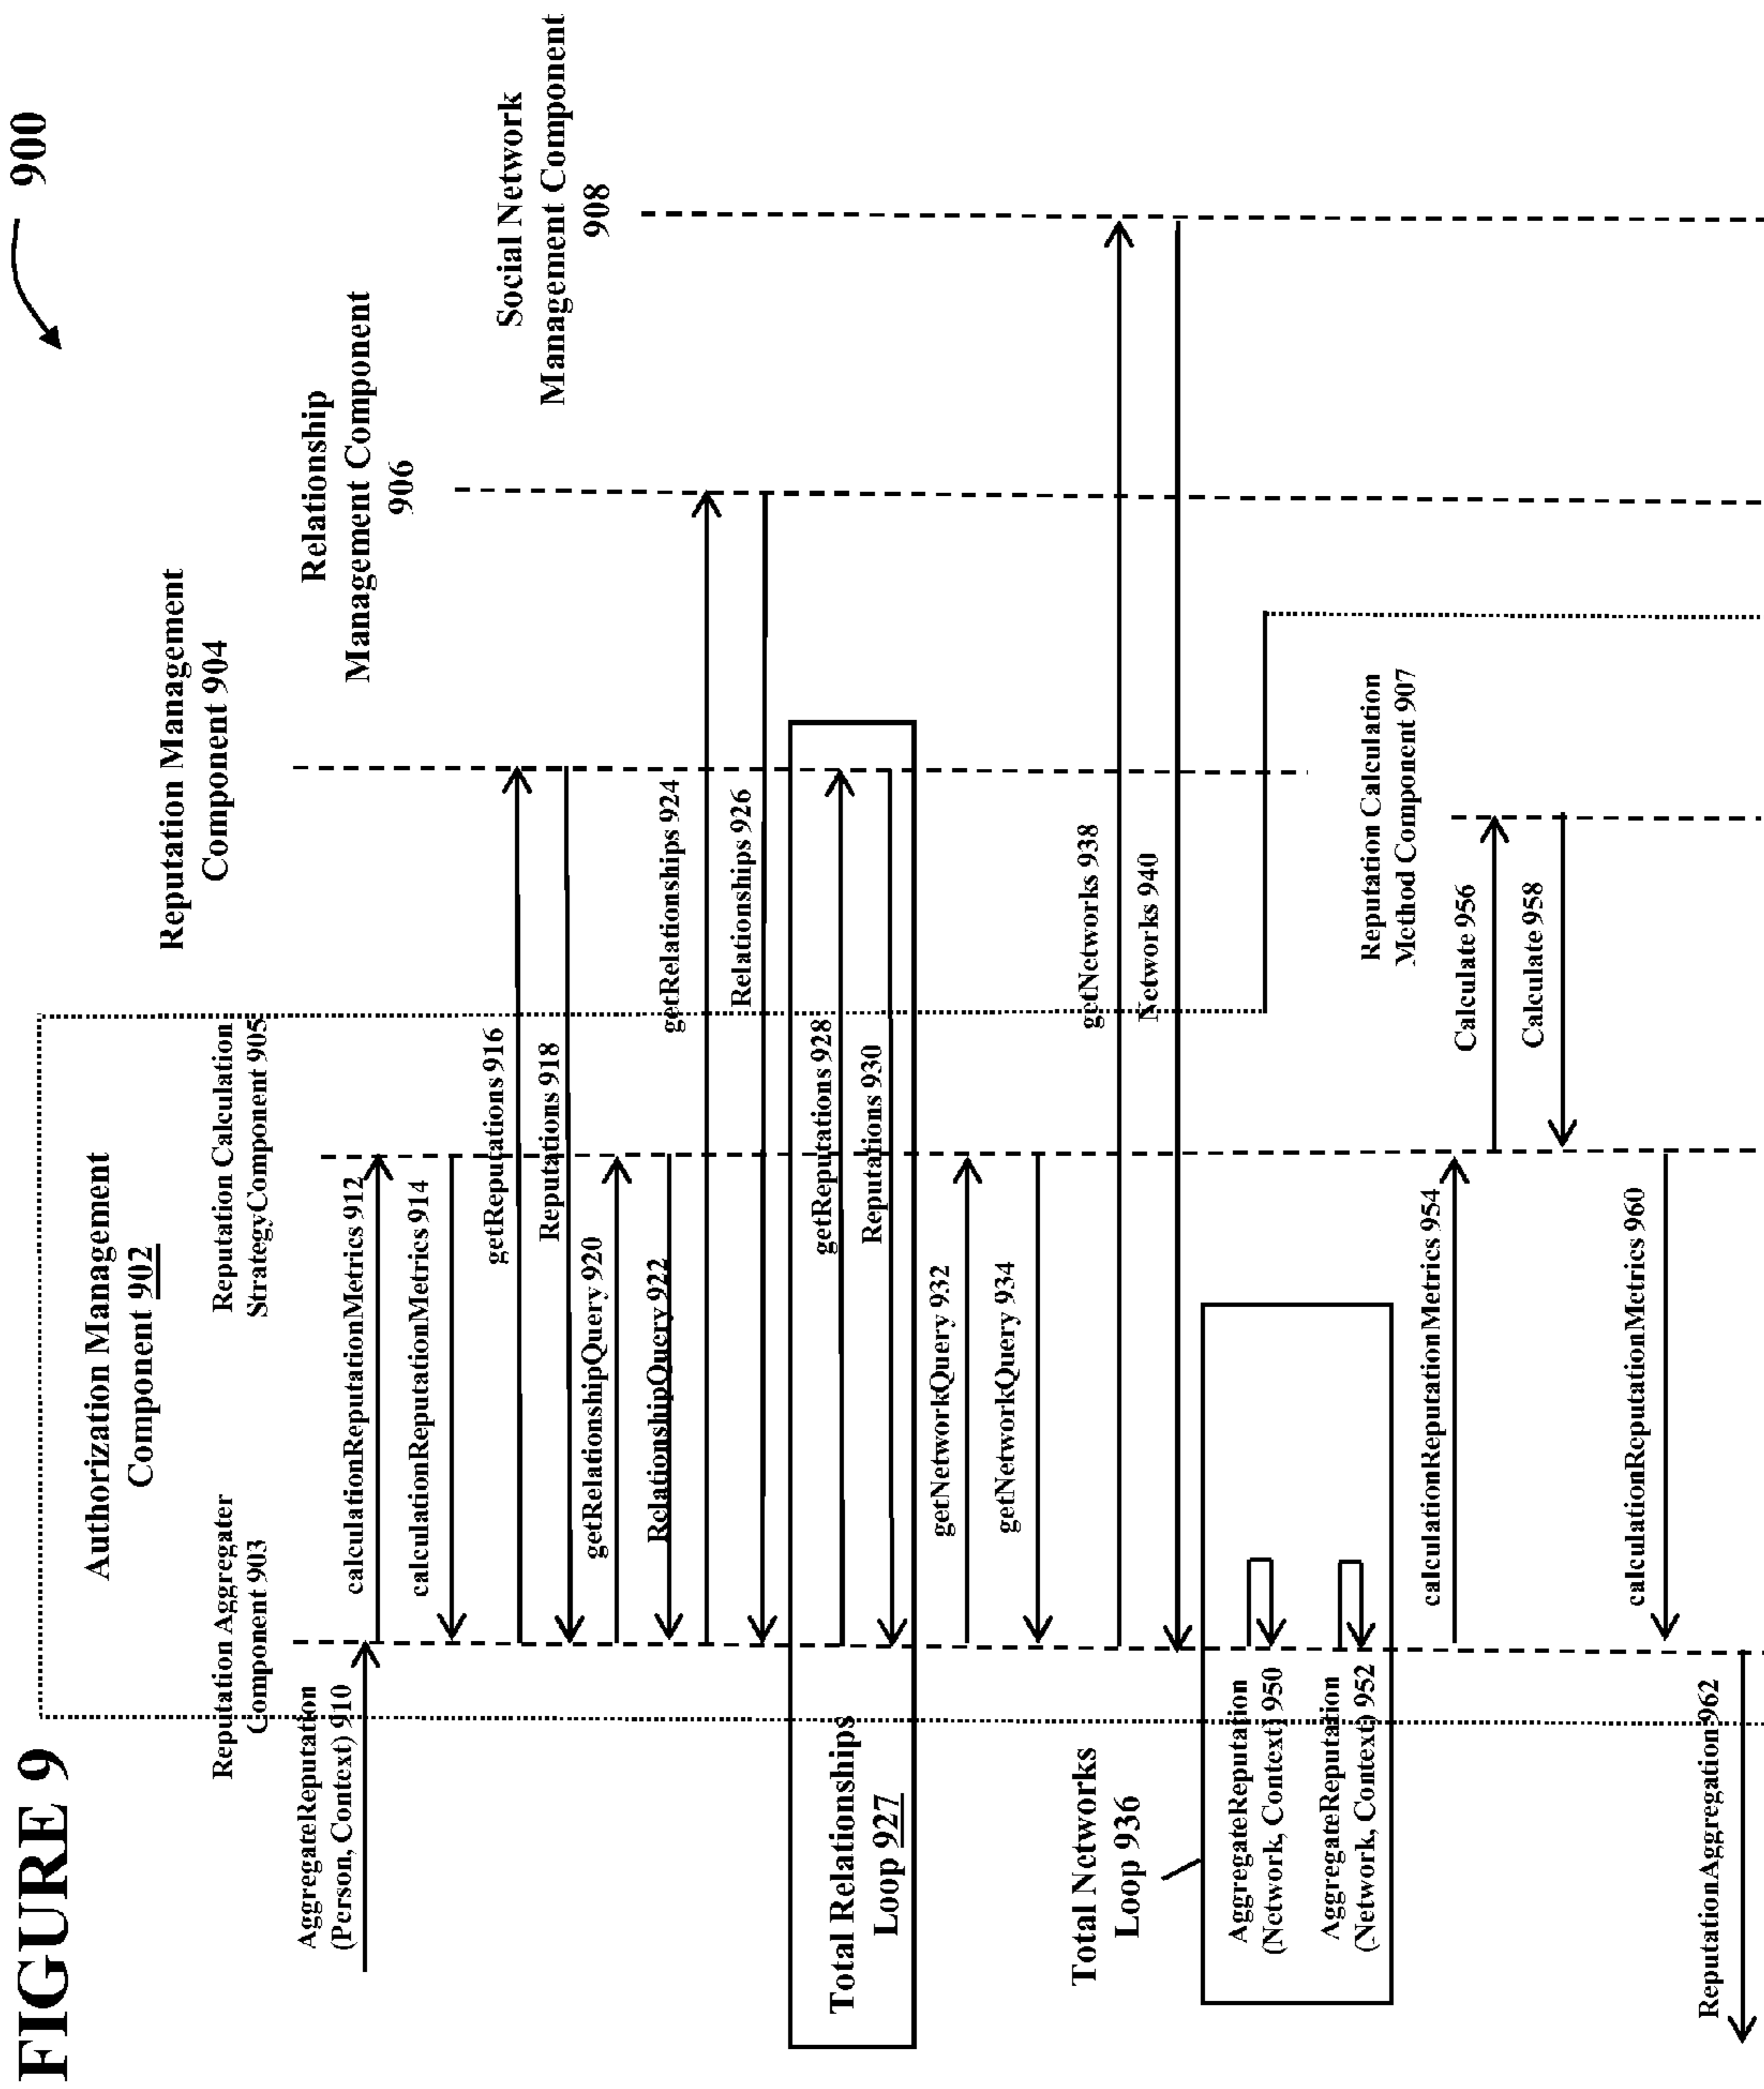 FIGURE 9
900
Authorization Management
Component 902
Reputation Aggregater
Component 903
Reputation Calculation
StrategyComponent 905
Reputation Management
Component 904
Relationship
Management Component
906
Social Network
Management Component
908
AggregateReputation
(Person, Context) 910
calculationReputationMetrics 912
calculationReputationMetrics 914
getReputations 916
Reputations 918
getRelationshipQuery 920
RelationshipQuery 922
getRelationships 924
Relationships 926
Total Relationships
Loop 927
getReputations 928
Reputations 930
getNetworkQuery 932
getNetworkQuery 934
Total Networks
Loop 936
getNetworks 938
Networks 940
AggregateReputation
(Network, Context) 950
AggregateReputation
(Network, Context) 952
Reputation Calculation
Method Component 907
calculationReputationMetrics 954
Calculate 956
Calculate 958
calculationReputationMetrics 960
ReputationAggregation 962